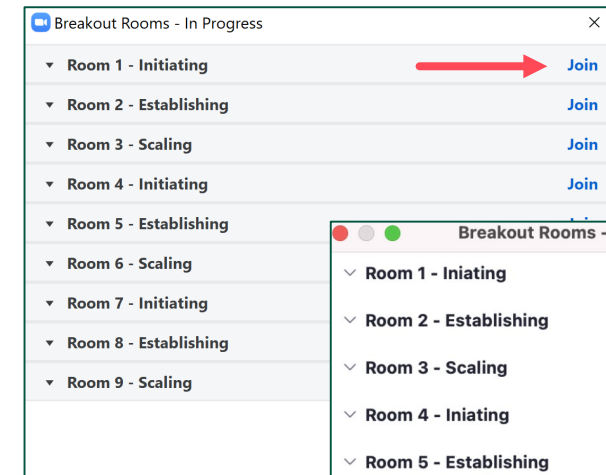 Breakout Rooms - In Progress
Room 1 - Initiating Join
Room 2 - Establishing Join
Room 3 - Scaling Join
Room 4 - Initiating Join
Room 5 - Establishing
Room 6 - Scaling
Room 7 - Initiating
Room 8 - Establishing
Room 9 - Scaling
Breakout Rooms -
Room 1 - Iniating
Room 2 - Establishing
Room 3 - Scaling
Room 4 - Iniating
Room 5 - Establishing